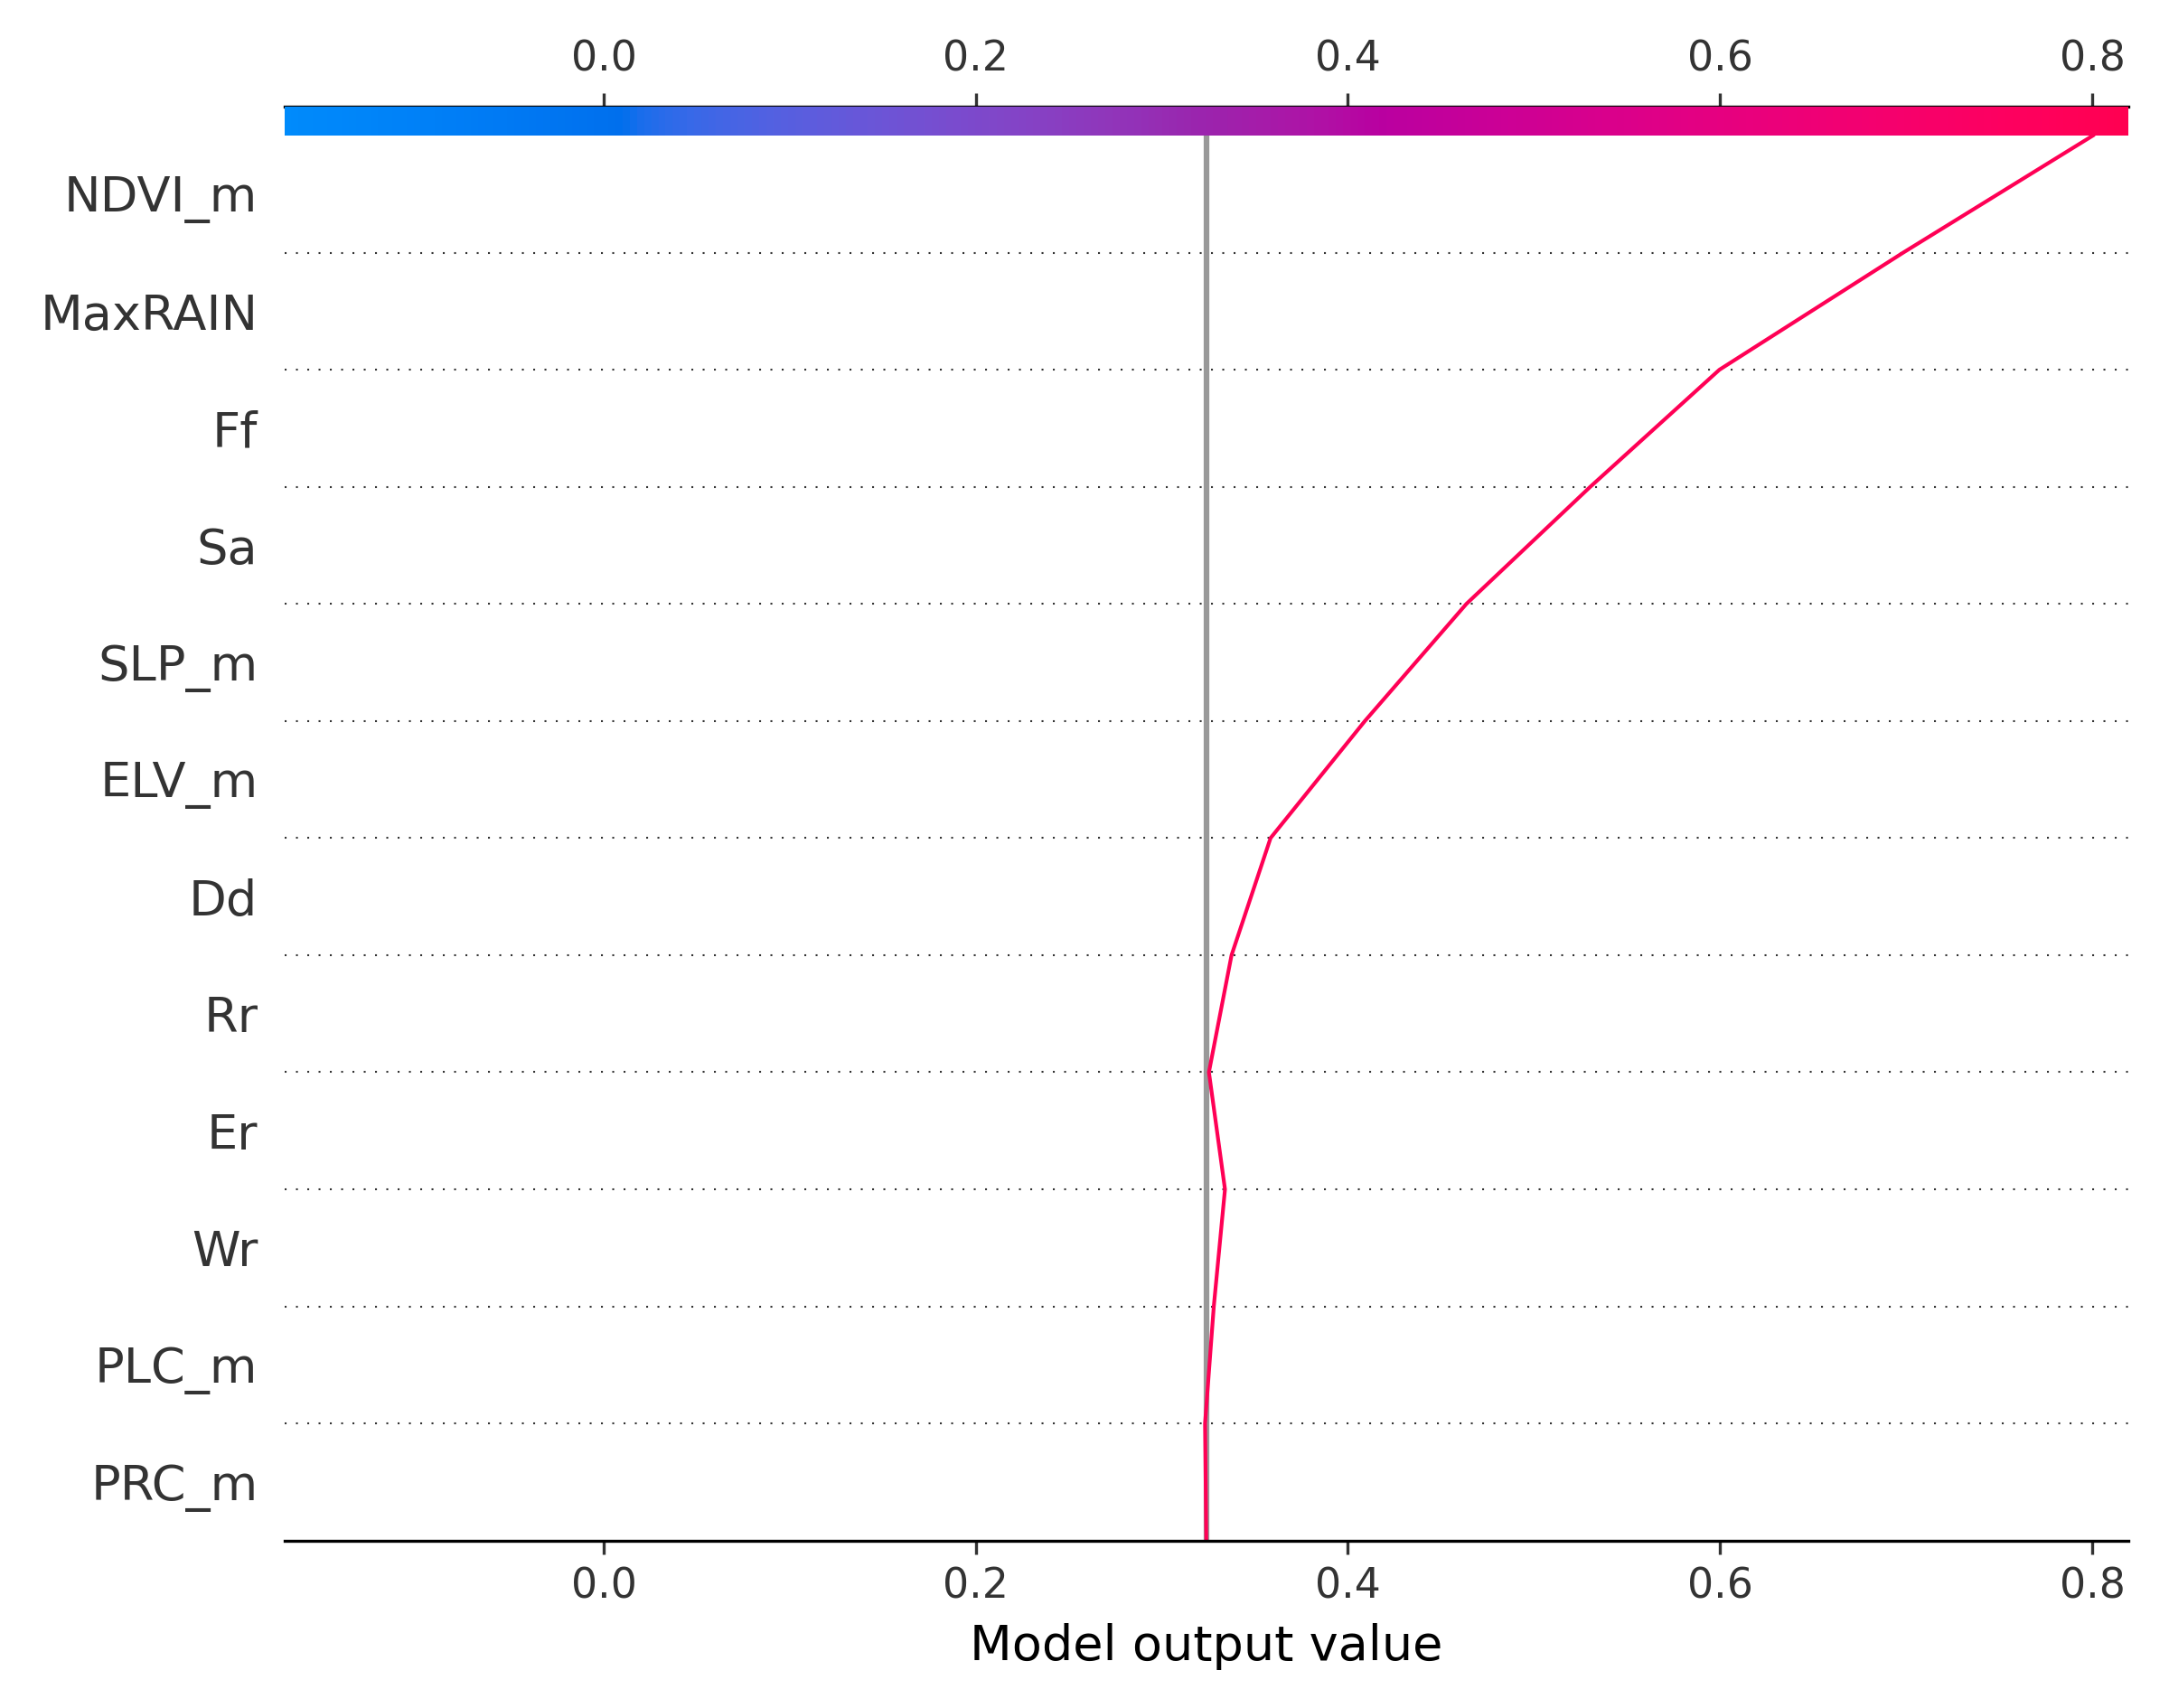 0.0 0.2 0.4 0.6 0.8
NDVI_m
MaxRAIN
Ff
Sa
SLP_m
ELV_m
Dd
Rr
Er
Wr
PLC_m
PRC_m
0.0 0.2 0.4 0.6 0.8
Model output value